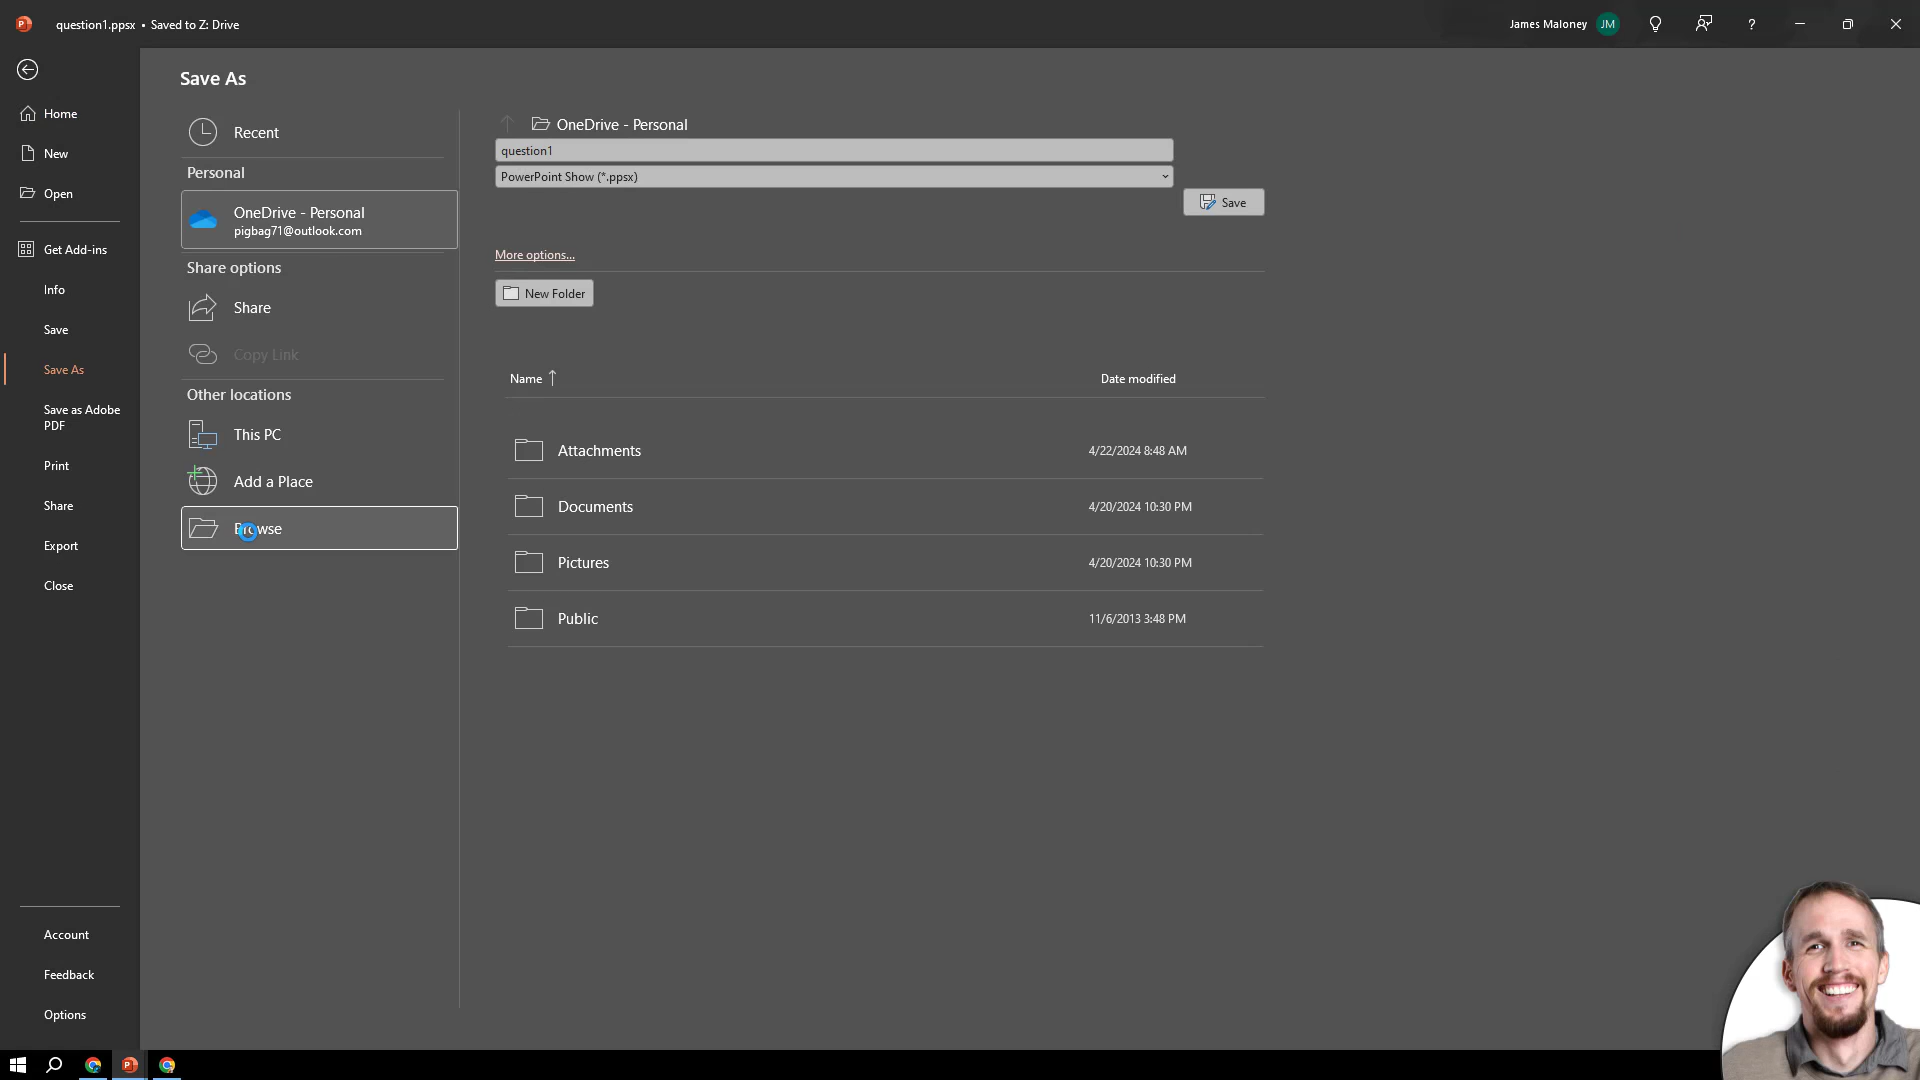 question1.ppsx • Saved to Z: Drive
James Maloney JM
?
Save As
Home
New
Open
Get Add-ins
Info
Save
Save As
Save as Adobe
PDF
Print
Share
Export
Close
Account
Feedback
Options
Recent
Personal
OneDrive - Personal
pigbag71@outlook.com
Share options
Share
Copy Link
Other locations
This PC
Add a Place
Browse
OneDrive - Personal
question1
PowerPoint Show (*.ppsx)
Save
More options...
New Folder
Name Date modified
Attachments 4/22/2024 8:48 AM
Documents 4/20/2024 10:30 PM
Pictures 4/20/2024 10:30 PM
Public 11/6/2013 3:48 PM